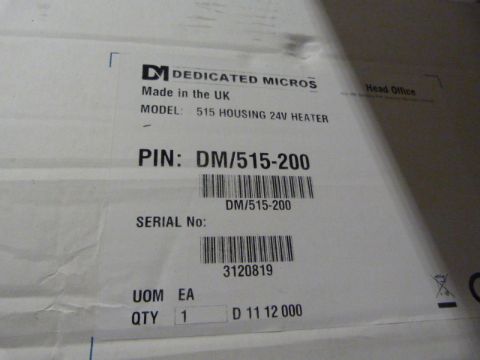 DM DEDICATED MICROS
Made in the UK
MODEL: 515 HOUSING 24V HEATER
Head Office
PIN: DM/515-200
DM/515-200
SERIAL No:
3120819
UOM EA
QTY 1 D 11 12 000